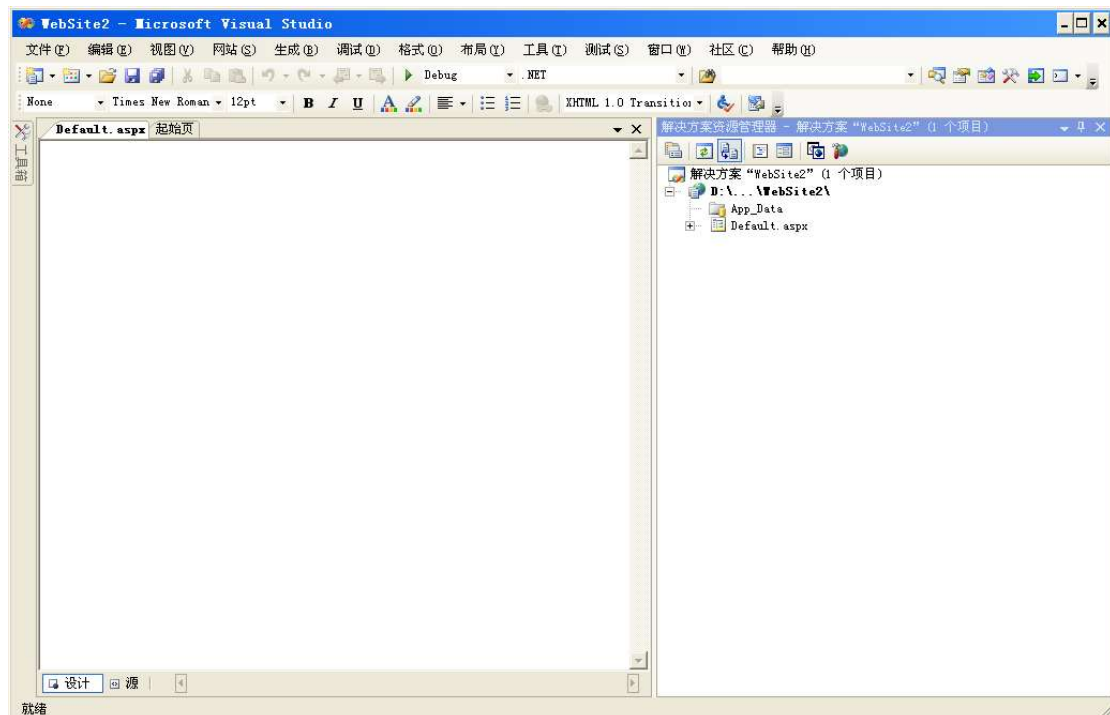 WebSite2 - Microsoft Visual Studio
文件(F) 编辑(E) 视图(V) 网站(S) 生成(B) 调试(D) 格式(O) 布局(Y) 工具(T) 测试(S) 窗口(W) 社区(C) 帮助(H)
Debug .NET
None Times New Roman 12pt B I U A XHTML 1.0 Transition
工具箱
Default.aspx 起始页
解决方案资源管理器 - 解决方案“WebSite2”(1 个项目)
解决方案“WebSite2”(1 个项目)
D:\...\WebSite2\
App_Data
Default.aspx
设计 源
就绪